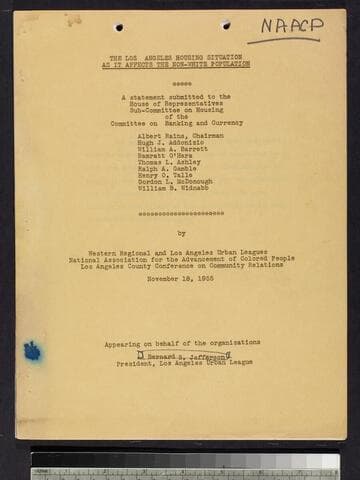 NAACP
THE LOS ANGELES HOUSING SITUATION
AS IT AFFECTS THE NON-WHITE POPULATION
*****
A statement submitted to the
House of Representatives
Sub-Committee on Housing
of the
Committee on Banking and Currency
Albert Rains, Chairman
Hugh J. Addonizio
William A. Barrett
Barratt O'Hara
Thomas L. Ashley
Ralph A. Gamble
Henry O. Talle
Gordon L. McDonough
William B. Widnabb
***********************
by
Western Regional and Los Angeles Urban Leagues
National Association for the Advancement of Colored People
Los Angeles County Conference on Community Relations
November 18, 1955
Appearing on behalf of the organizations
Bernard S. Jefferson
President, Los Angeles Urban League